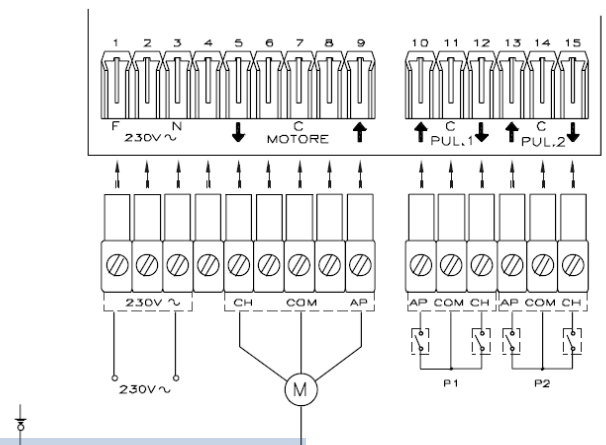 1 2 3 4 5 6 7 8 9 10 11 12 13 14 15
F N C C C
230V ~ MOTORE PUL.1 PUL.2
230V ~ CH COM AP AP COM CH AP COM CH
P1 P2
230V ~ M